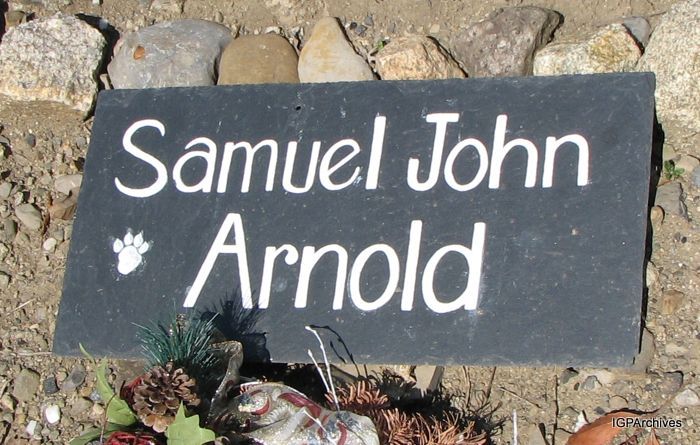 Samuel John
Arnold
IGPArchives